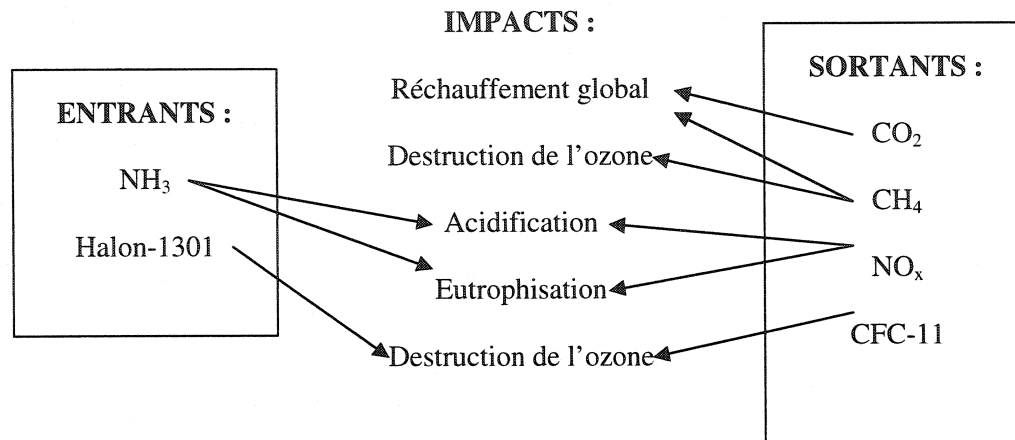 IMPACTS :
ENTRANTS :
NH₃
Halon-1301
Réchauffement global
Destruction de l'ozone
Acidification
Eutrophisation
Destruction de l'ozone
SORTANTS :
CO₂
CH₄
NOₓ
CFC-11